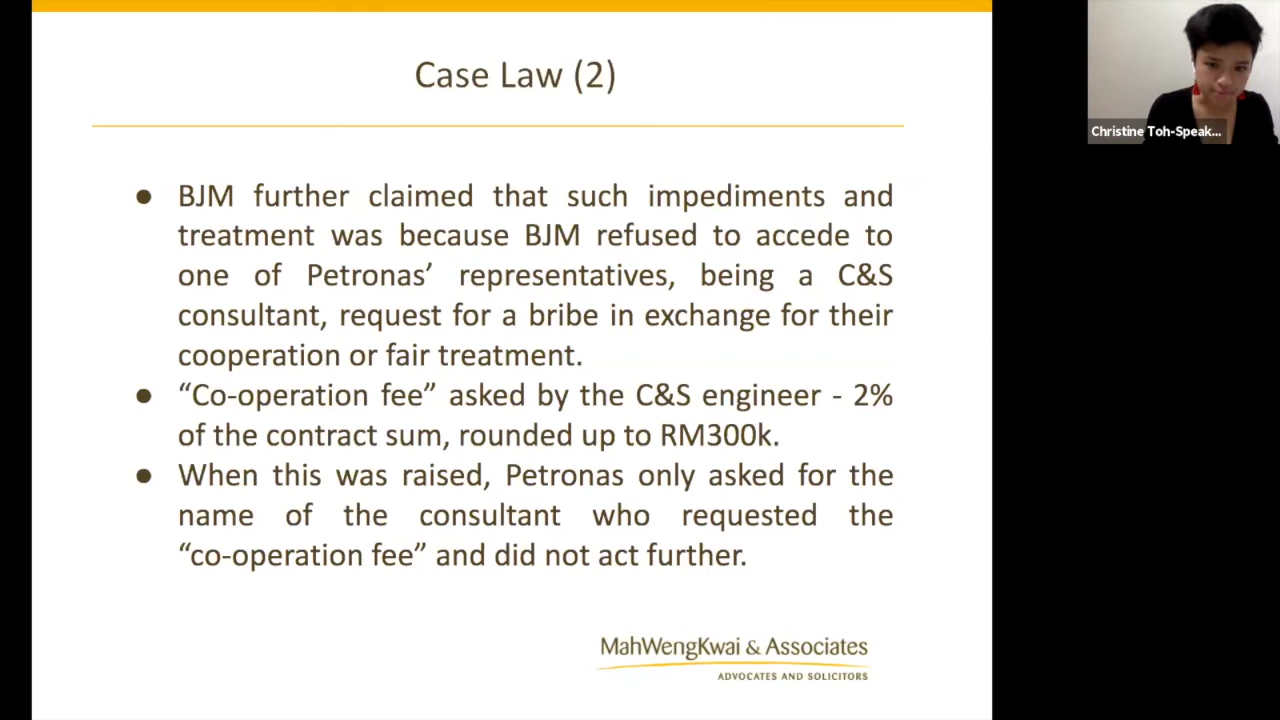 Case Law (2)
● BJM further claimed that such impediments and
treatment was because BJM refused to accede to
one of Petronas’ representatives, being a C&S
consultant, request for a bribe in exchange for their
cooperation or fair treatment.
● “Co-operation fee” asked by the C&S engineer - 2%
of the contract sum, rounded up to RM300k.
● When this was raised, Petronas only asked for the
name of the consultant who requested the
“co-operation fee” and did not act further.
MahWengKwai & Associates
ADVOCATES AND SOLICITORS
Christine Toh-Speak...